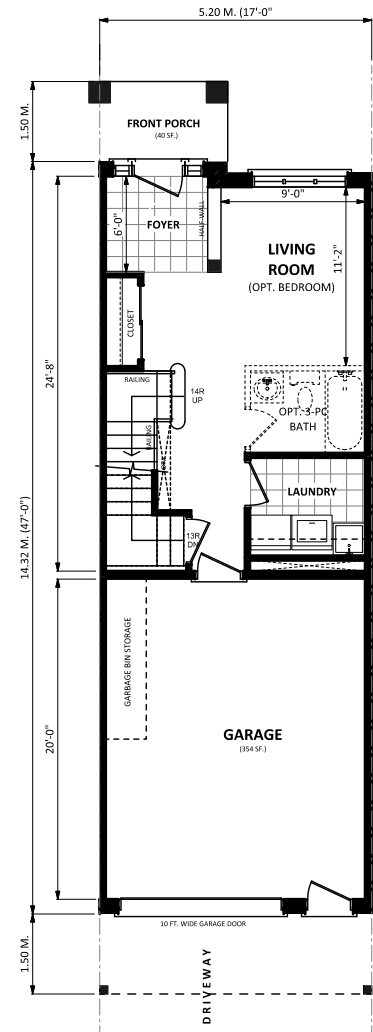 5.20 M. (17'-0")
1.50 M.
FRONT PORCH
(40 SF.)
9'-0"
6'-0"
FOYER
HALF WALL
LIVING
ROOM
(OPT. BEDROOM)
11'-2"
CLOSET
24'-8"
RAILING
14R
UP
OPT. 3-PC
BATH
RAILING
LAUNDRY
13R
DN
14.32 M. (47'-0")
GARBAGE BIN STORAGE
20'-0"
GARAGE
(354 SF.)
10 FT. WIDE GARAGE DOOR
1.50 M.
DRIVEWAY